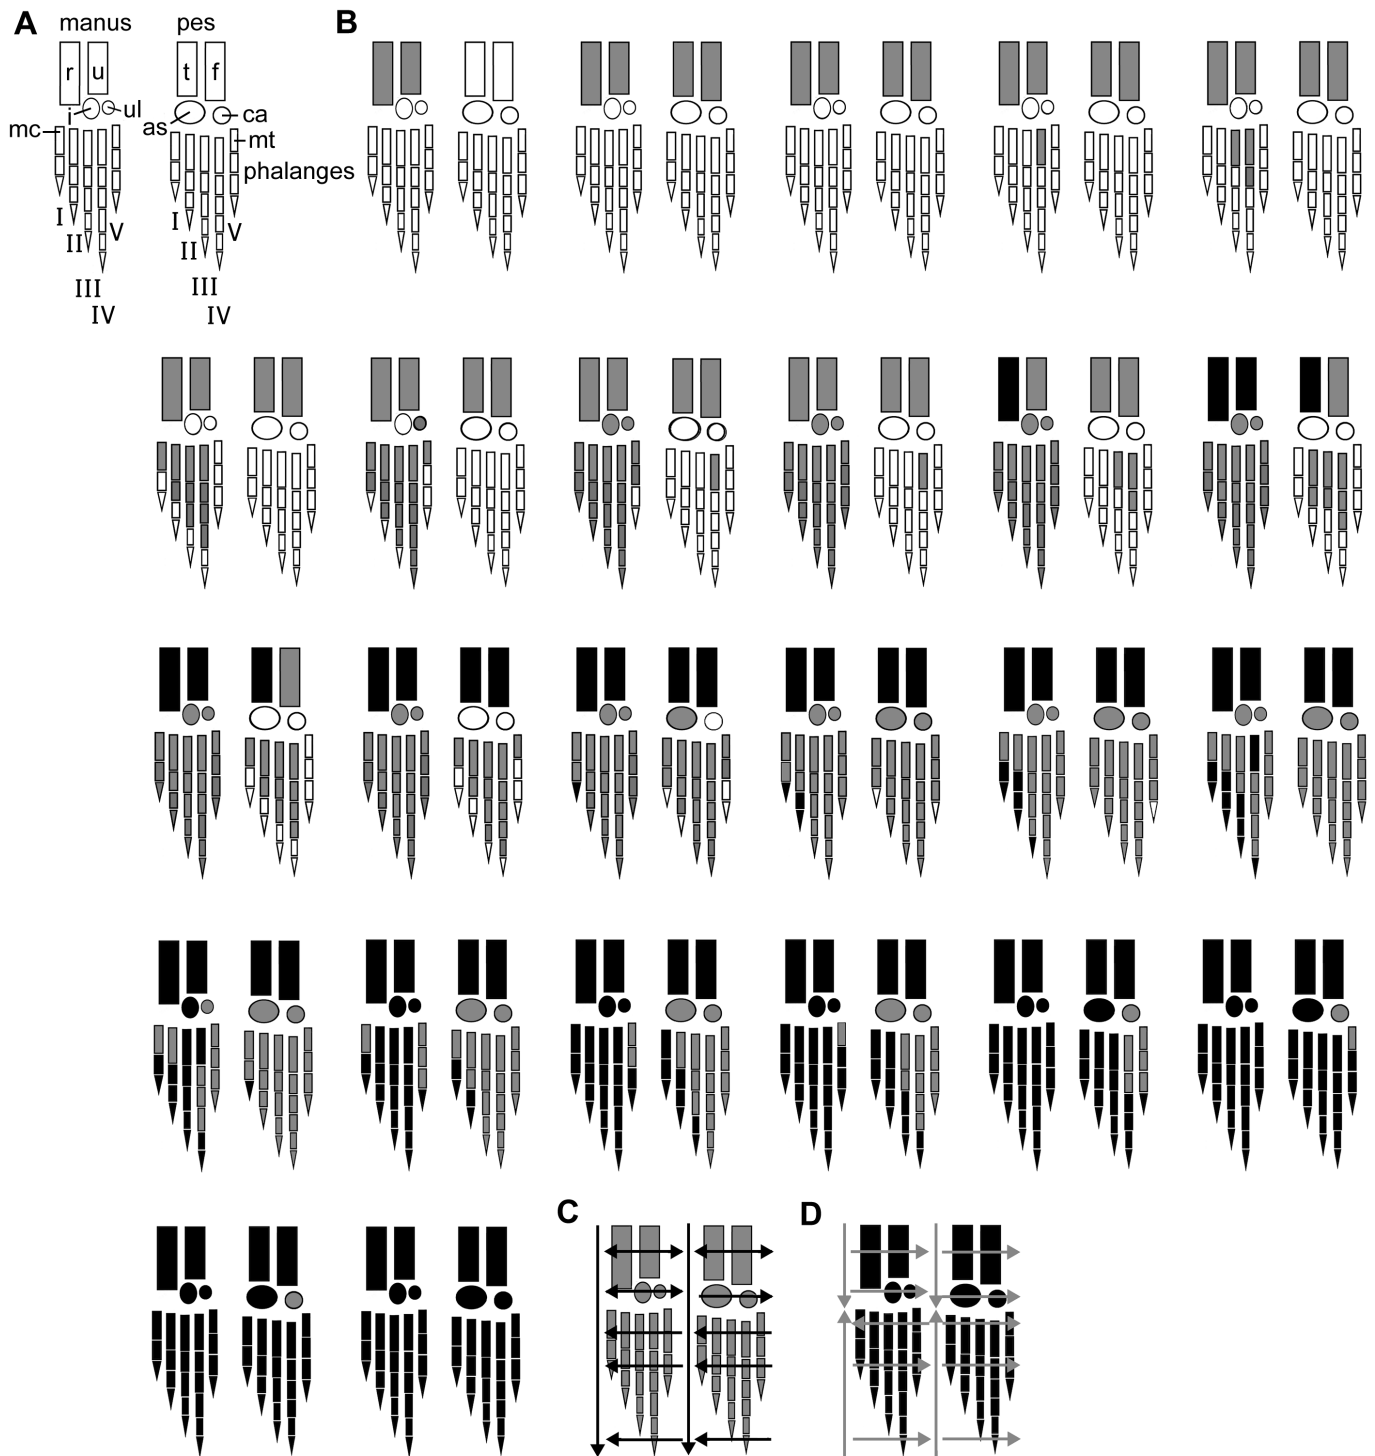 A manus pes B
r u t f
i ul
mc as ca
mt
phalanges
I II III IV V
I II III IV V
C D